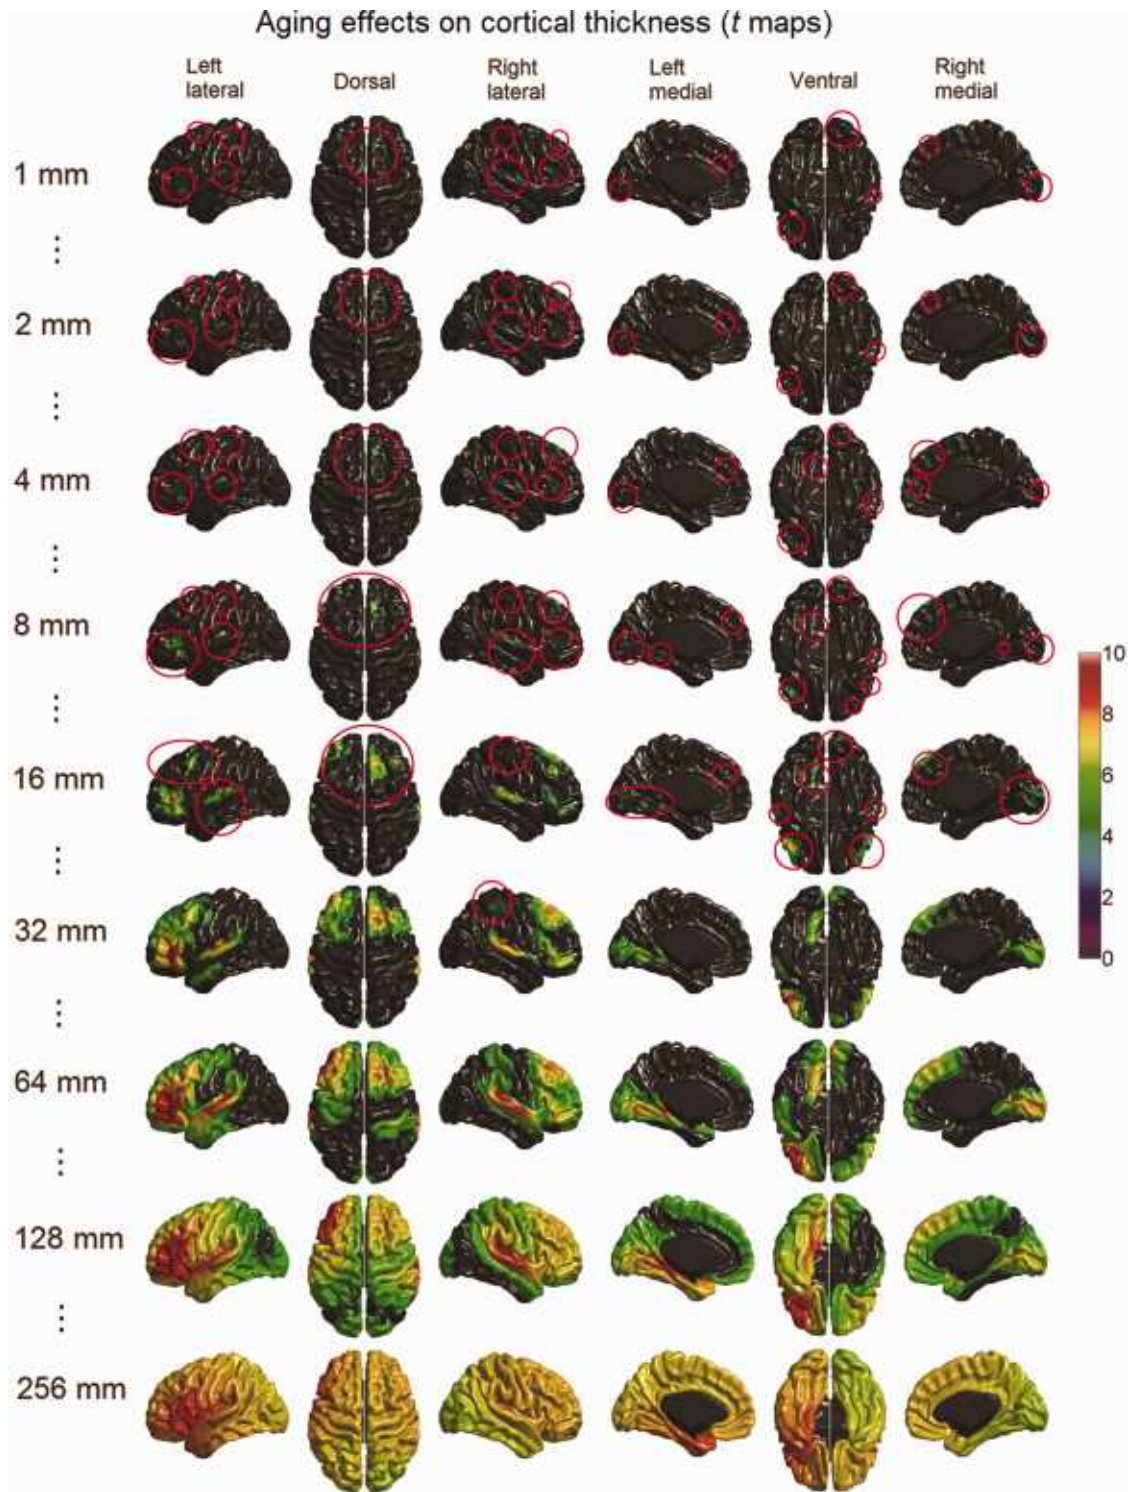 Aging effects on cortical thickness (t maps)
Left
lateral
Dorsal
Right
lateral
Left
medial
Ventral
Right
medial
1 mm
⋮
2 mm
⋮
4 mm
⋮
8 mm
⋮
16 mm
⋮
32 mm
⋮
64 mm
⋮
128 mm
⋮
256 mm
10
8
6
4
2
0